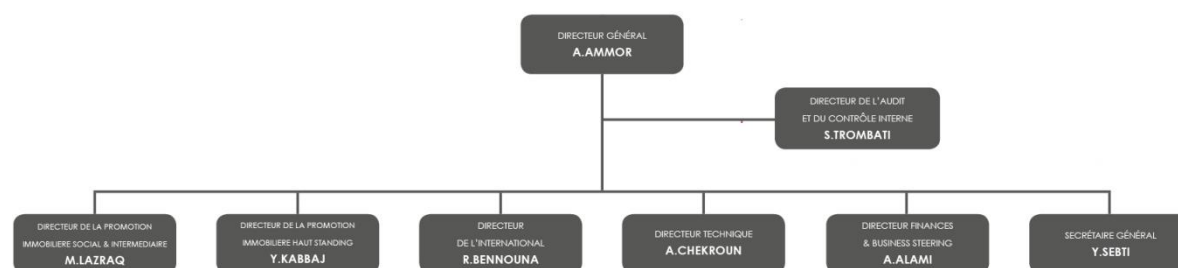 DIRECTEUR GÉNÉRAL
A.AMMOR
DIRECTEUR DE L'AUDIT
ET DU CONTRÔLE INTERNE
S.TROMBATI
DIRECTEUR DE LA PROMOTION
IMMOBILIERE SOCIAL & INTERMEDIAIRE
M.LAZRAQ
DIRECTEUR DE LA PROMOTION
IMMOBILIERE HAUT STANDING
Y.KABBAJ
DIRECTEUR
DE L'INTERNATIONAL
R.BENNOUNA
DIRECTEUR TECHNIQUE
A.CHEKROUN
DIRECTEUR FINANCES
& BUSINESS STEERING
A.ALAMI
SECRÉTAIRE GÉNÉRAL
Y.SEBTI